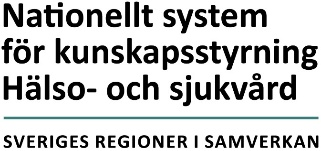 Nationellt system
för kunskapsstyrning
Hälso- och sjukvård
SVERIGES REGIONER I SAMVERKAN